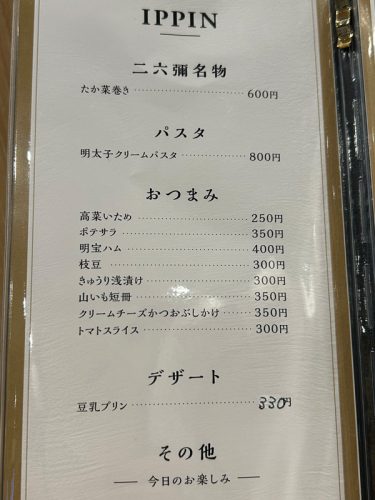 IPPIN
二六彌名物
たか菜巻き 600円
パスタ
明太子クリームパスタ 800円
おつまみ
高菜いため 250円
ポテサラ 350円
明宝ハム 400円
枝豆 300円
きゅうり浅漬け 300円
山いも短冊 350円
クリームチーズかつおぶしかけ 350円
トマトスライス 300円
デザート
豆乳プリン 330円
その他
今日のお楽しみ